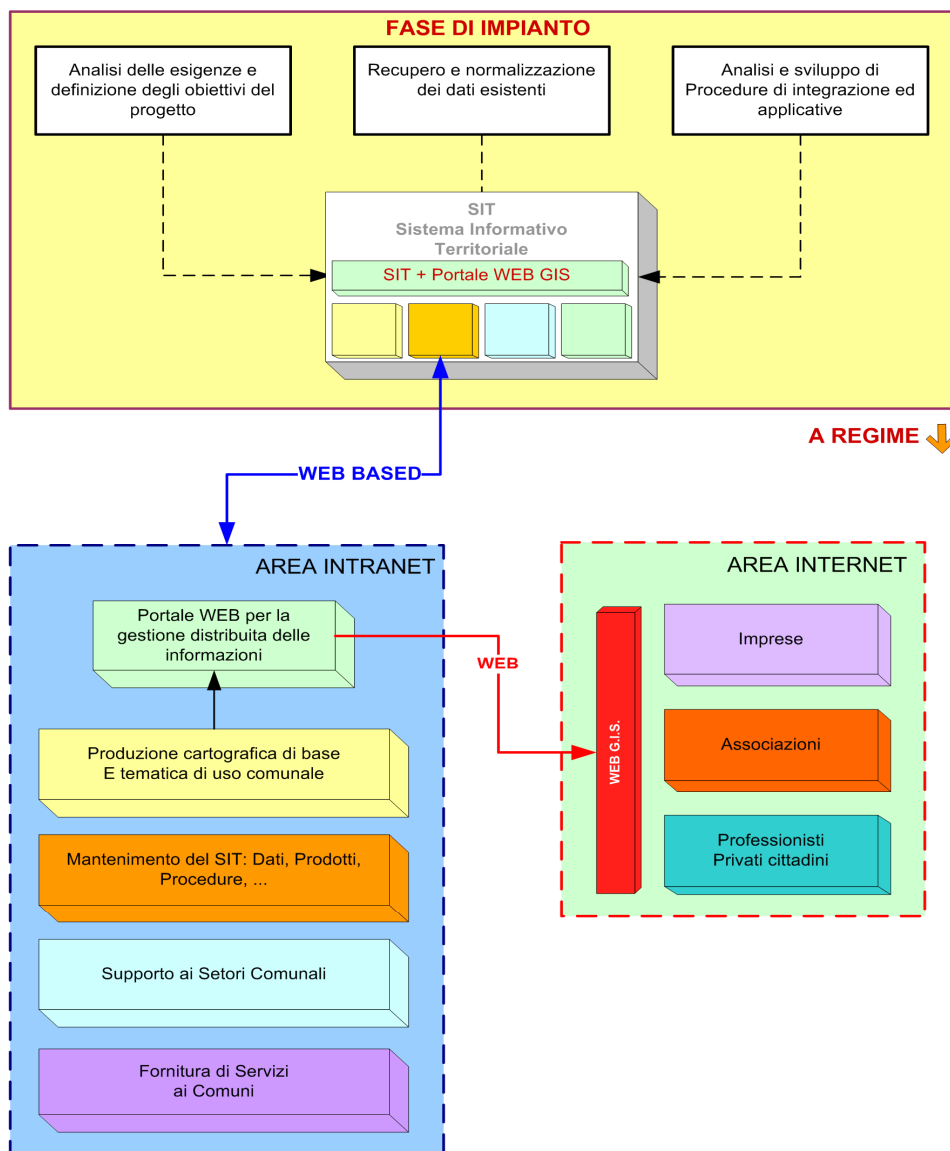 FASE DI IMPIANTO
Analisi delle esigenze e
definizione degli obiettivi del
progetto
Recupero e normalizzazione
dei dati esistenti
Analisi e sviluppo di
Procedure di integrazione ed
applicative
SIT
Sistema Informativo
Territoriale
SIT + Portale WEB GIS
A REGIME
WEB BASED
AREA INTRANET
Portale WEB per la
gestione distribuita delle
informazioni
WEB
Produzione cartografica di base
E tematica di uso comunale
Mantenimento del SIT: Dati, Prodotti,
Procedure, ...
Supporto ai Setori Comunali
Fornitura di Servizi
ai Comuni
AREA INTERNET
WEB G.I.S.
Imprese
Associazioni
Professionisti
Privati cittadini